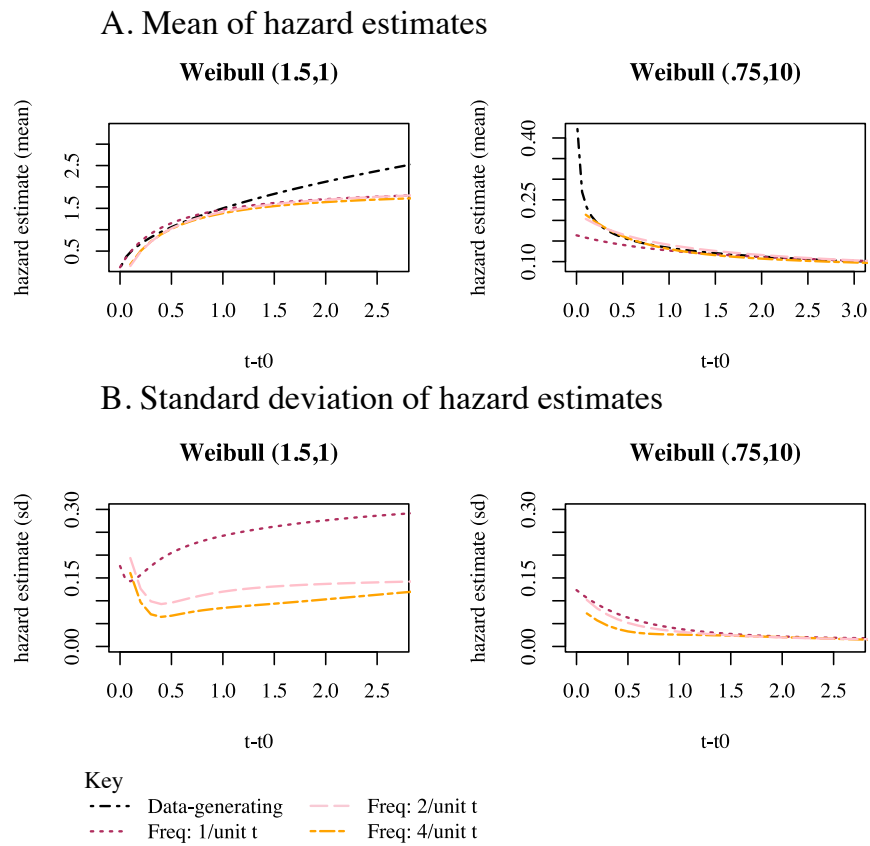 A. Mean of hazard estimates
Weibull (1.5,1)
hazard estimate (mean)
2.5
1.5
0.5
0.0 0.5 1.0 1.5 2.0 2.5
t-t0
Weibull (.75,10)
hazard estimate (mean)
0.40
0.25
0.10
0.0 0.5 1.0 1.5 2.0 2.5 3.0
t-t0
B. Standard deviation of hazard estimates
Weibull (1.5,1)
hazard estimate (sd)
0.30
0.15
0.00
0.0 0.5 1.0 1.5 2.0 2.5
t-t0
Weibull (.75,10)
hazard estimate (sd)
0.30
0.15
0.00
0.0 0.5 1.0 1.5 2.0 2.5
t-t0
Key
Data-generating
Freq: 1/unit t
Freq: 2/unit t
Freq: 4/unit t